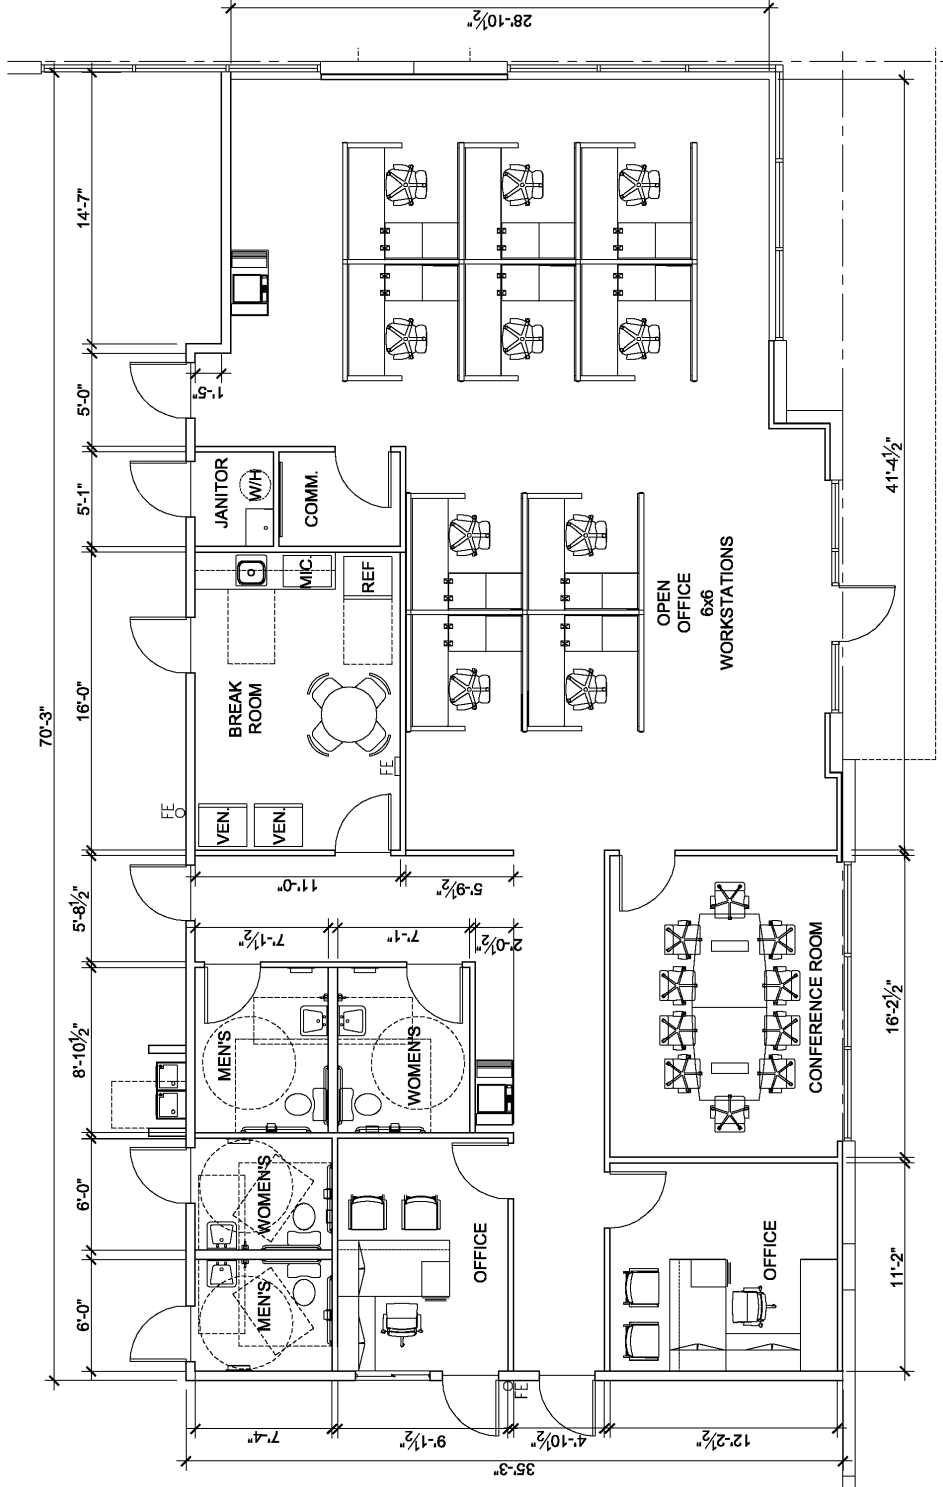 28'-10½"
70'-3"
14'-7"
5'-0"
1'-5"
5'-1"
JANITOR
W/H
COMM.
41'-4½"
16'-0"
MIC.
REF
BREAK
ROOM
OPEN
OFFICE
6x6
WORKSTATIONS
FE
FE
VEN.
VEN.
5'-8½"
11'-0"
5'-9½"
7'-1½"
7'-1"
2'-0½"
8'-10½"
MEN'S
WOMEN'S
CONFERENCE ROOM
16'-2½"
6'-0"
WOMEN'S
OFFICE
OFFICE
11'-2"
6'-0"
MEN'S
FE
7'-4"
9'-1½"
4'-10½"
12'-2½"
35'-3"